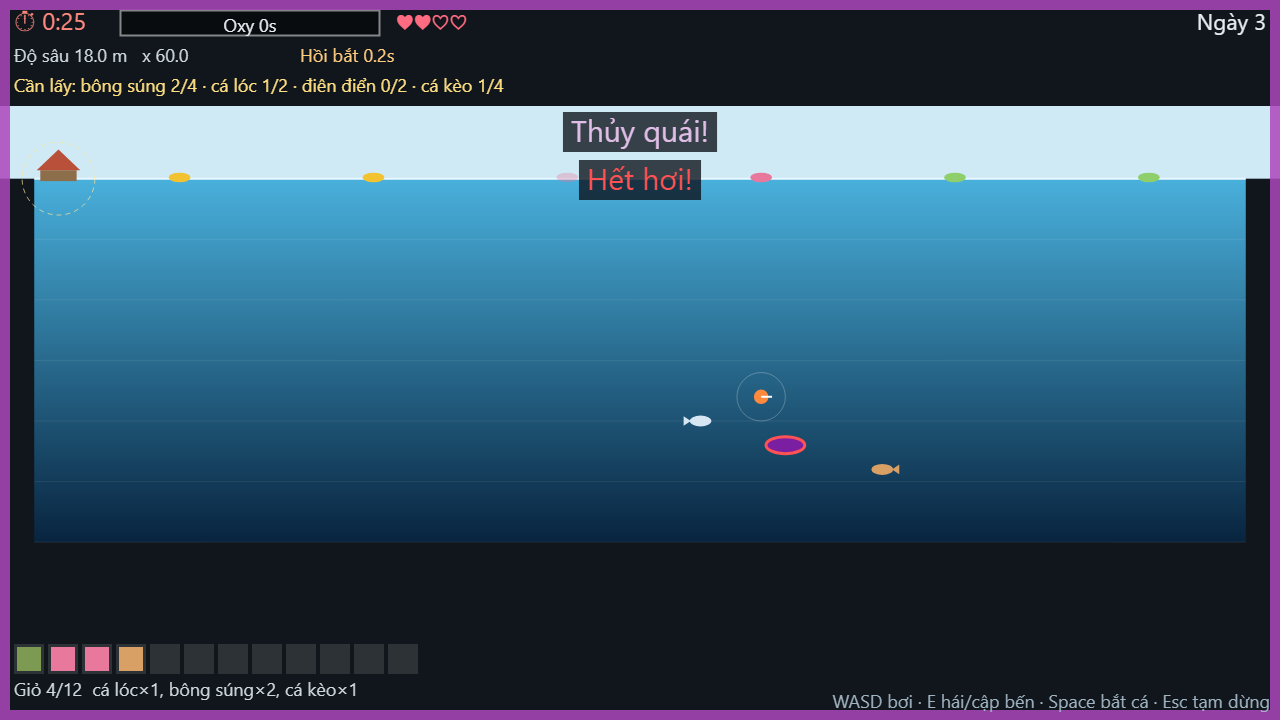 0:25
Oxy 0s
Ngày 3
Độ sâu 18.0 m x 60.0
Hồi bắt 0.2s
Cần lấy: bông súng 2/4 · cá lóc 1/2 · điên điển 0/2 · cá kèo 1/4
Thủy quái!
Hết hơi!
Giỏ 4/12 cá lóc×1, bông súng×2, cá kèo×1
WASD bơi · E hái/cập bến · Space bắt cá · Esc tạm dừng